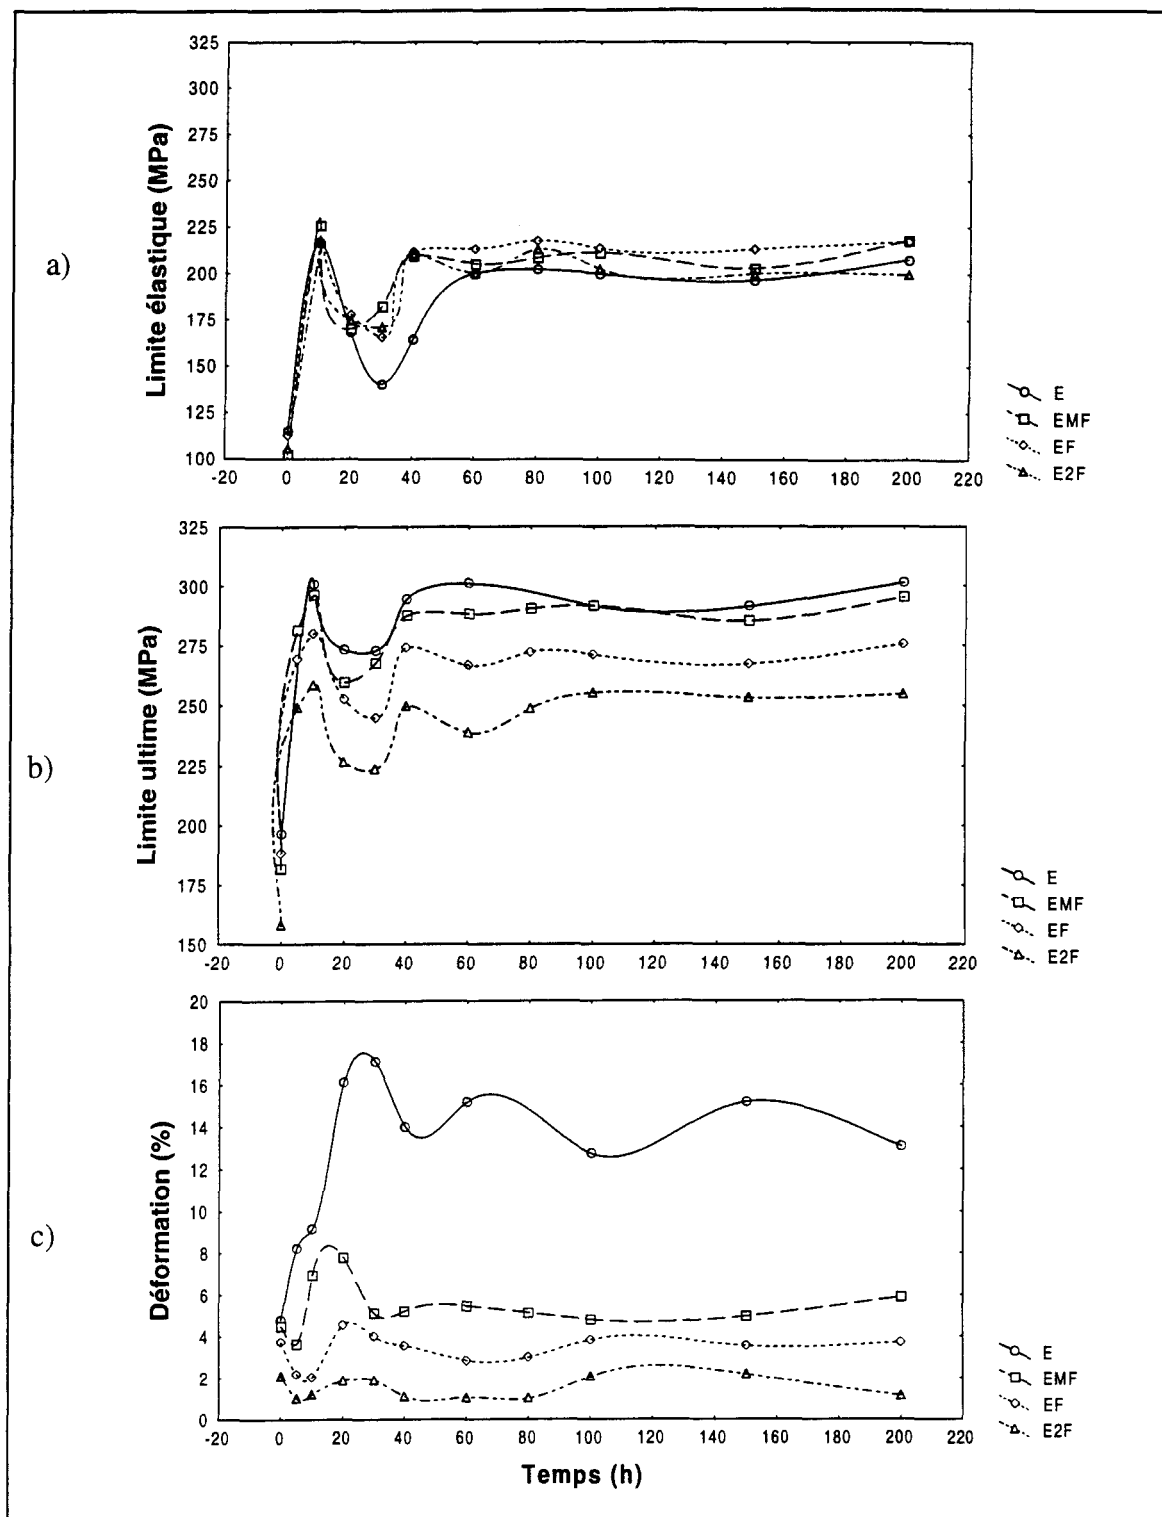 a)
Limite élastique (MPa)
325
300
275
250
225
200
175
150
125
100
-20 0 20 40 60 80 100 120 140 160 180 200 220
E
EMF
EF
E2F
b)
Limite ultime (MPa)
325
300
275
250
225
200
175
150
-20 0 20 40 60 80 100 120 140 160 180 200 220
E
EMF
EF
E2F
c)
Déformation (%)
20
18
16
14
12
10
8
6
4
2
0
-20 0 20 40 60 80 100 120 140 160 180 200 220
E
EMF
EF
E2F
Temps (h)